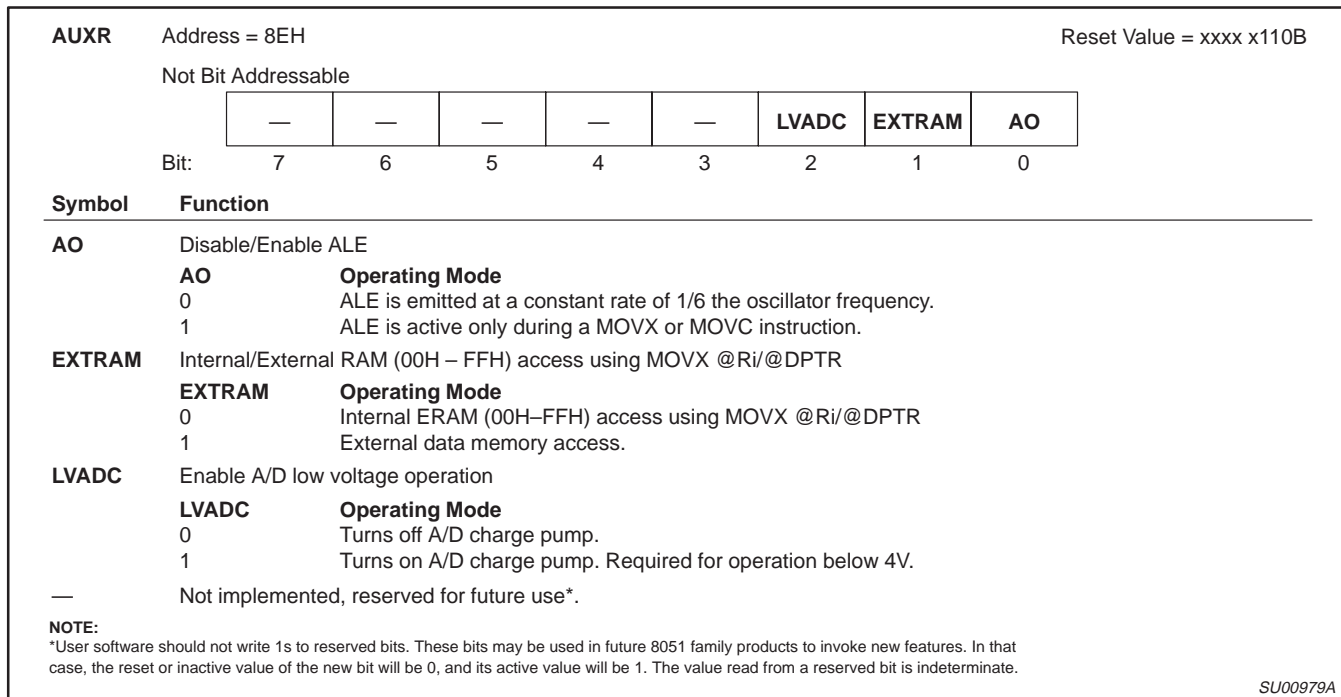 AUXR Address = 8EH Reset Value = xxxx x110B
Not Bit Addressable
— — — — — LVADC EXTRAM AO
Bit: 7 6 5 4 3 2 1 0
Symbol Function
AO Disable/Enable ALE
AO Operating Mode
0 ALE is emitted at a constant rate of 1/6 the oscillator frequency.
1 ALE is active only during a MOVX or MOVC instruction.
EXTRAM Internal/External RAM (00H – FFH) access using MOVX @Ri/@DPTR
EXTRAM Operating Mode
0 Internal ERAM (00H–FFH) access using MOVX @Ri/@DPTR
1 External data memory access.
LVADC Enable A/D low voltage operation
LVADC Operating Mode
0 Turns off A/D charge pump.
1 Turns on A/D charge pump. Required for operation below 4V.
— Not implemented, reserved for future use*.
NOTE:
*User software should not write 1s to reserved bits. These bits may be used in future 8051 family products to invoke new features. In that
case, the reset or inactive value of the new bit will be 0, and its active value will be 1. The value read from a reserved bit is indeterminate.
SU00979A